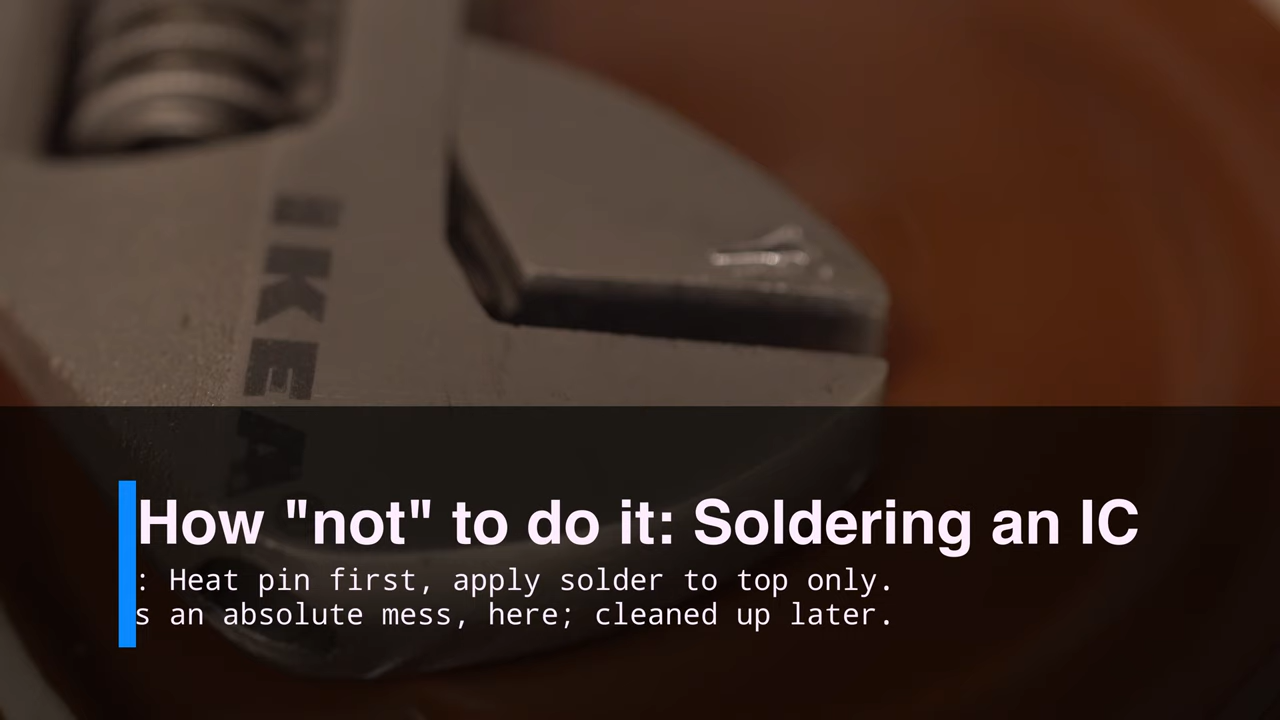 IKEA
How "not" to do it: Soldering an IC
: Heat pin first, apply solder to top only.
s an absolute mess, here; cleaned up later.